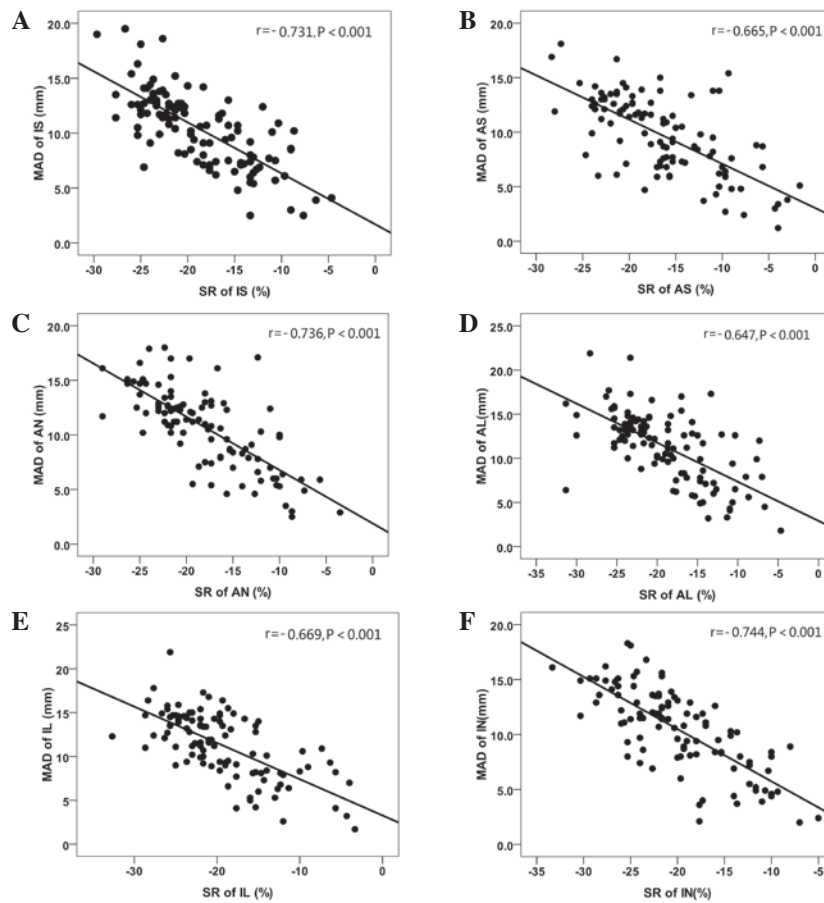 A
r=-0.731, P < 0.001
MAD of IS (mm)
20.0
15.0
10.0
5.0
0.0
-30 -25 -20 -15 -10 -5 0
SR of IS (%)
B
r=-0.665, P < 0.001
MAD of AS (mm)
20.0
15.0
10.0
5.0
0.0
-30 -25 -20 -15 -10 -5 0
SR of AS (%)
C
r=-0.736, P < 0.001
MAD of AN (mm)
20.0
15.0
10.0
5.0
0.0
-30 -25 -20 -15 -10 -5 0
SR of AN (%)
D
r=-0.647, P < 0.001
MAD of AL(mm)
25.0
20.0
15.0
10.0
5.0
0.0
-35 -30 -25 -20 -15 -10 -5 0
SR of AL (%)
E
r=-0.669, P < 0.001
MAD of IL (mm)
25
20
15
10
5
0
-30 -20 -10 0
SR of IL (%)
F
r=-0.744, P < 0.001
MAD of IN(mm)
20.0
15.0
10.0
5.0
0.0
-35 -30 -25 -20 -15 -10 -5
SR of IN(%)